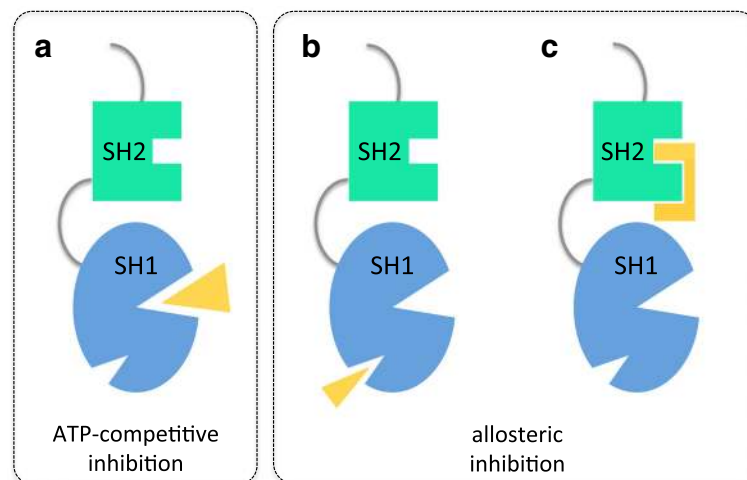 a
SH2
SH1
ATP-competitive
inhibition
b
SH2
SH1
c
SH2
SH1
allosteric
inhibition